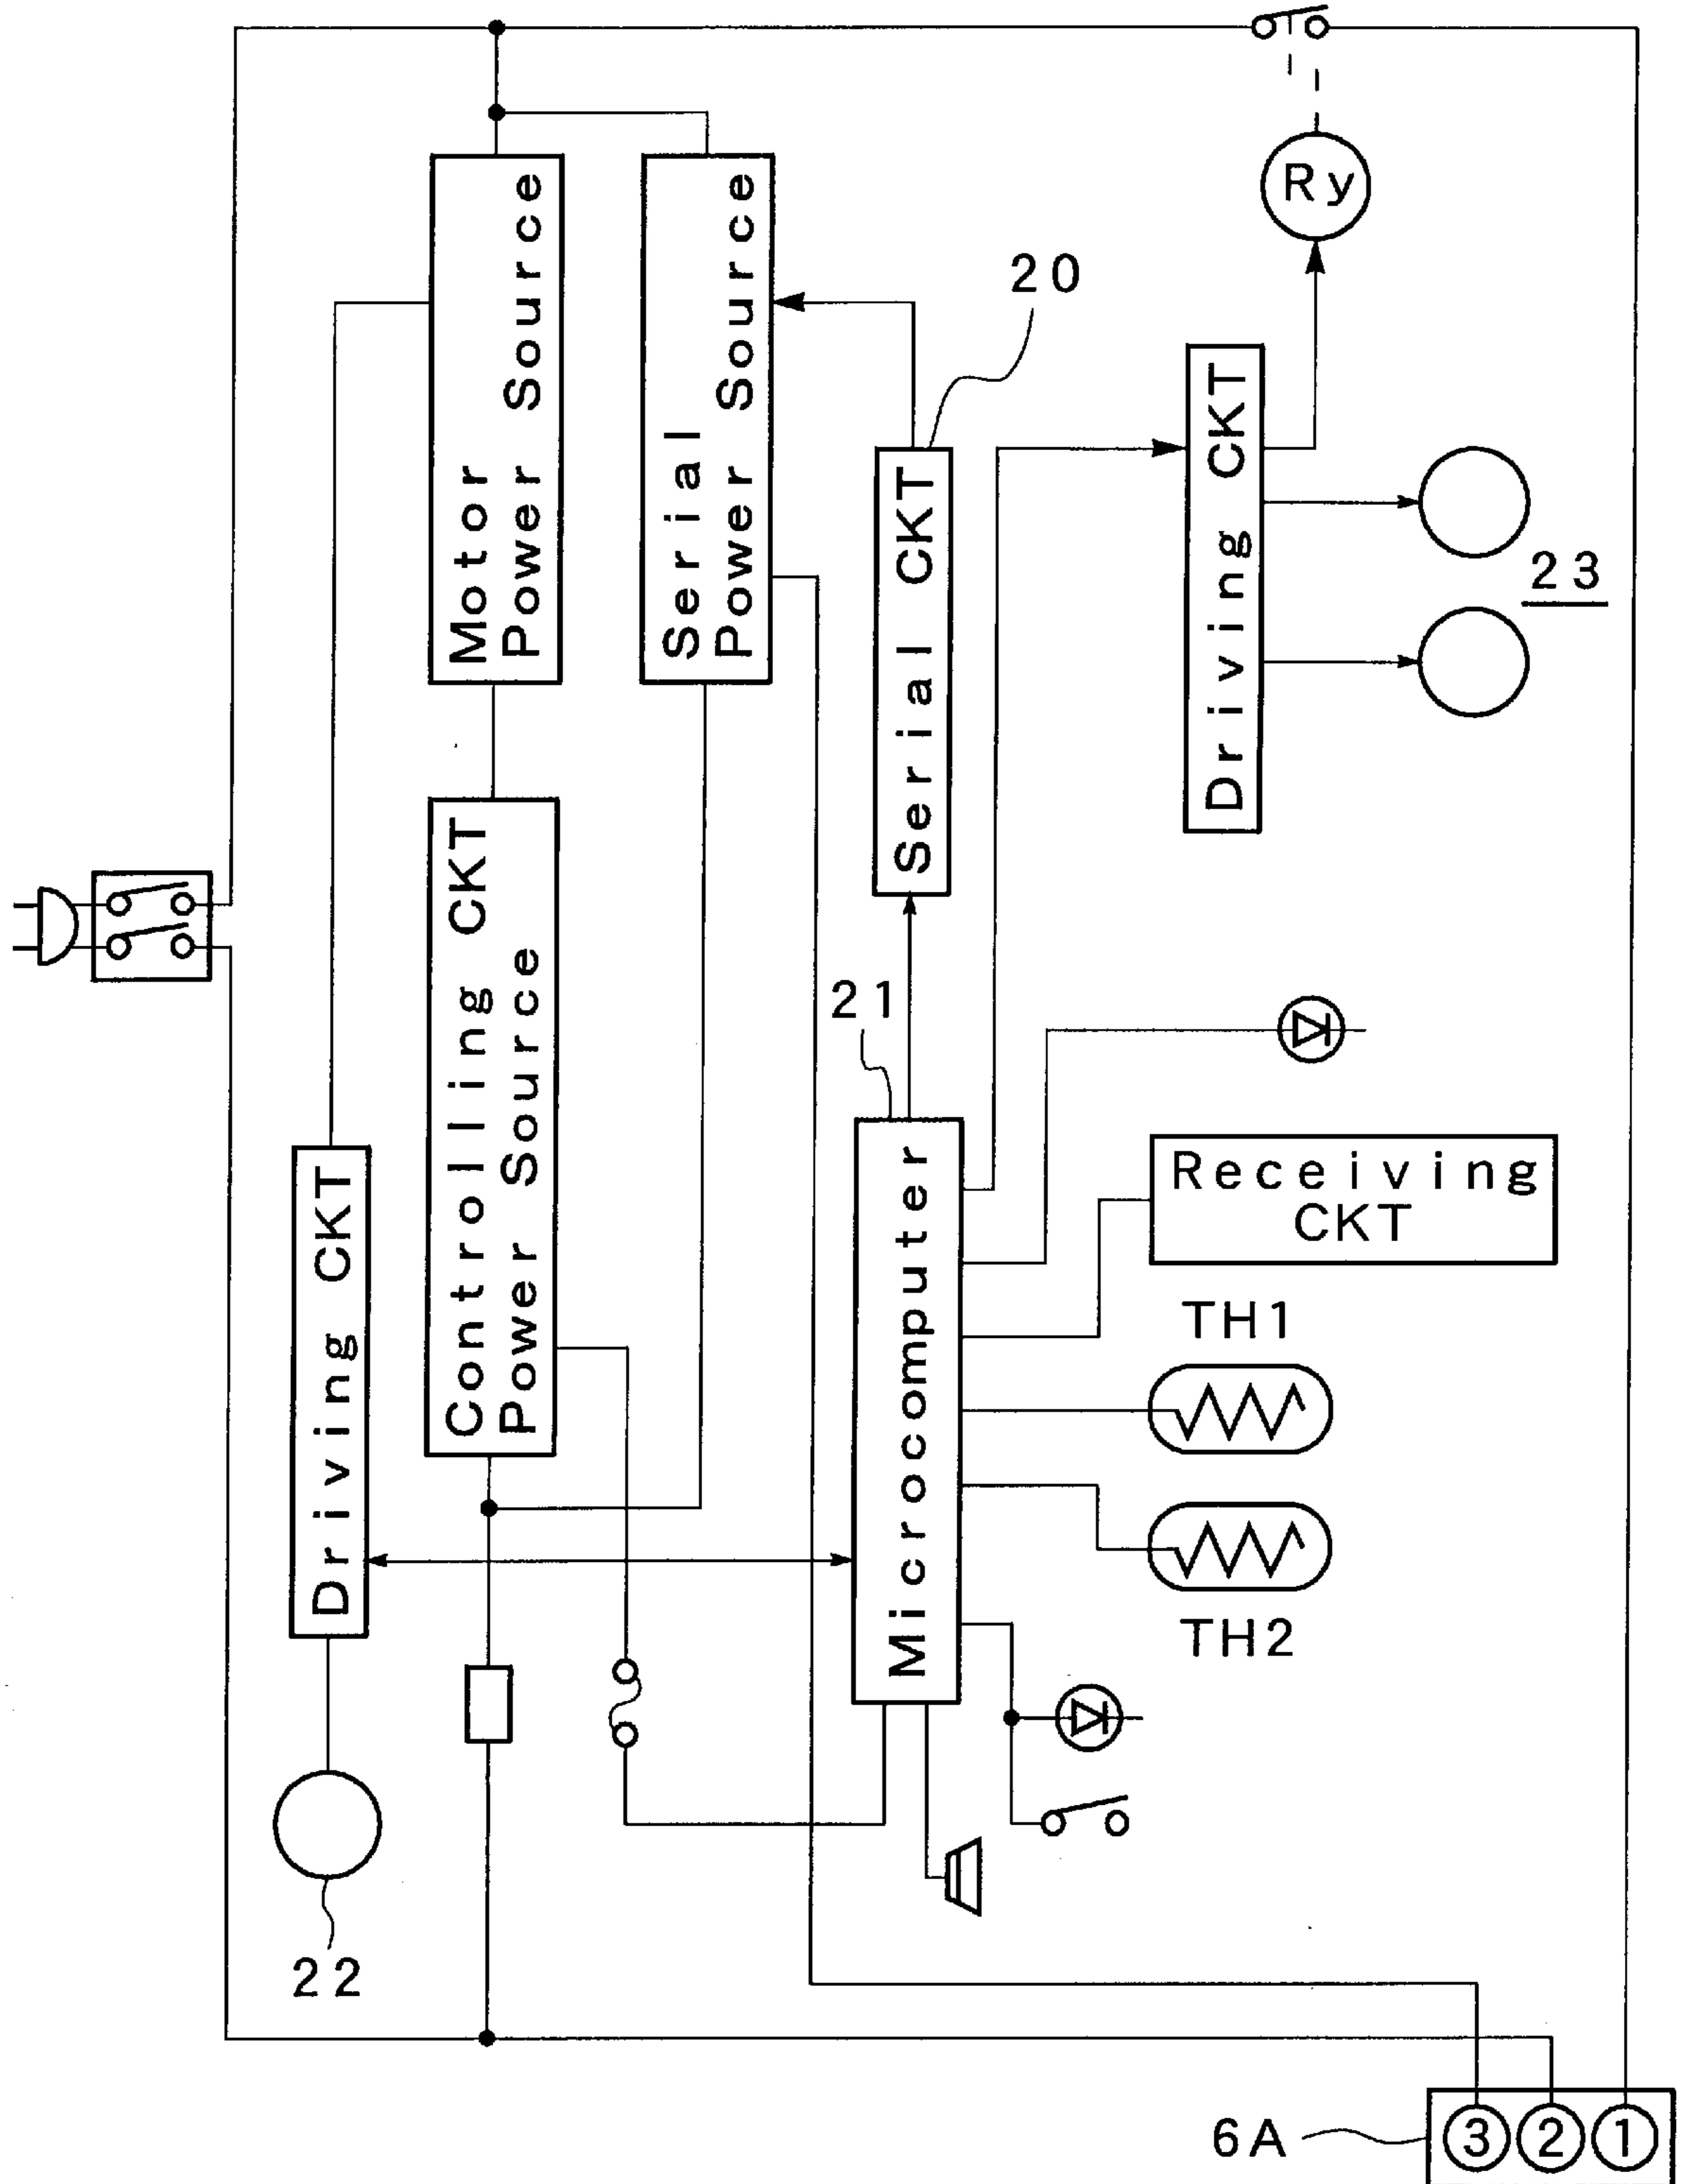 Ry
Motor
Power Source
Serial
Power Source
20
Serial CKT
Driving CKT
23
Controlling CKT
Power Source
21
Driving CKT
Microcomputer
Receiving
CKT
TH1
TH2
22
6A
3 2 1